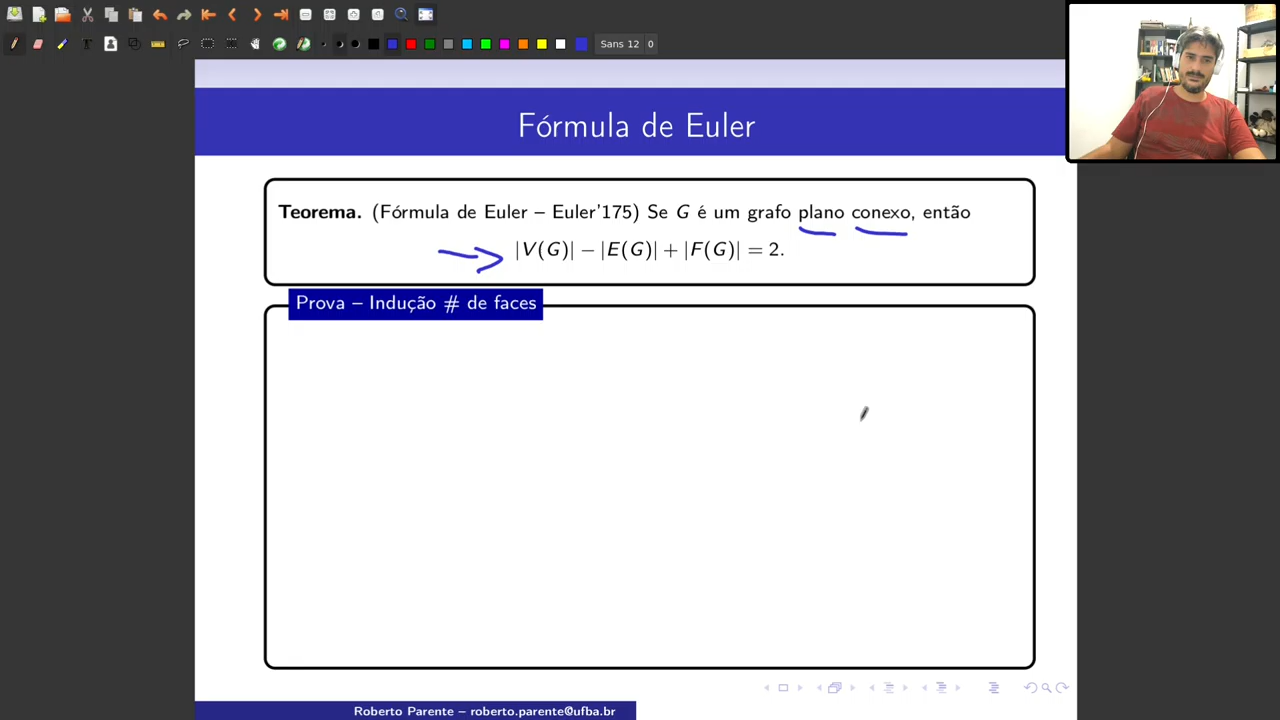 Sans 12 0
Fórmula de Euler
Teorema. (Fórmula de Euler – Euler'175) Se G é um grafo plano conexo, então
|V(G)| − |E(G)| + |F(G)| = 2.
Prova – Indução # de faces
Roberto Parente – roberto.parente@ufba.br